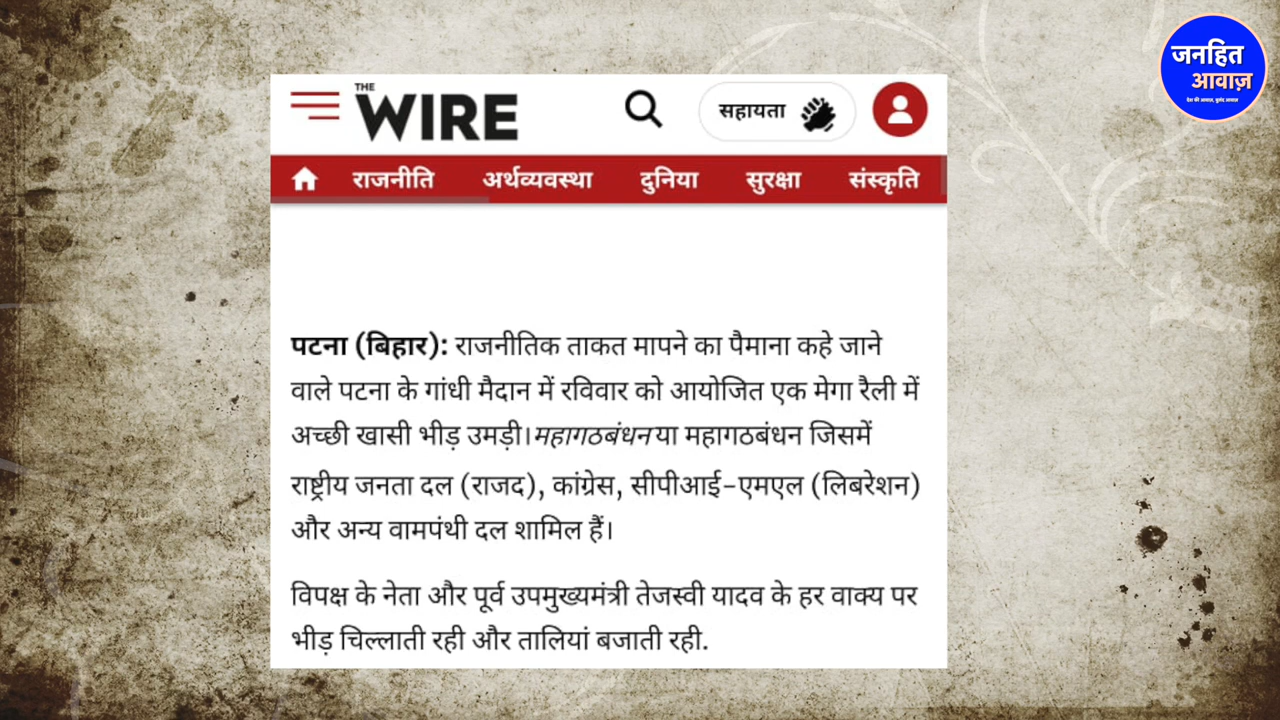 जनहित
आवाज़
देश की आवाज़, बुलंद आवाज़
THE
WIRE
सहायता
राजनीति अर्थव्यवस्था दुनिया सुरक्षा संस्कृति
पटना (बिहार): राजनीतिक ताकत मापने का पैमाना कहे जाने
वाले पटना के गांधी मैदान में रविवार को आयोजित एक मेगा रैली में
अच्छी खासी भीड़ उमड़ी।महागठबंधन या महागठबंधन जिसमें
राष्ट्रीय जनता दल (राजद), कांग्रेस, सीपीआई-एमएल (लिबरेशन)
और अन्य वामपंथी दल शामिल हैं।
विपक्ष के नेता और पूर्व उपमुख्यमंत्री तेजस्वी यादव के हर वाक्य पर
भीड़ चिल्लाती रही और तालियां बजाती रही.